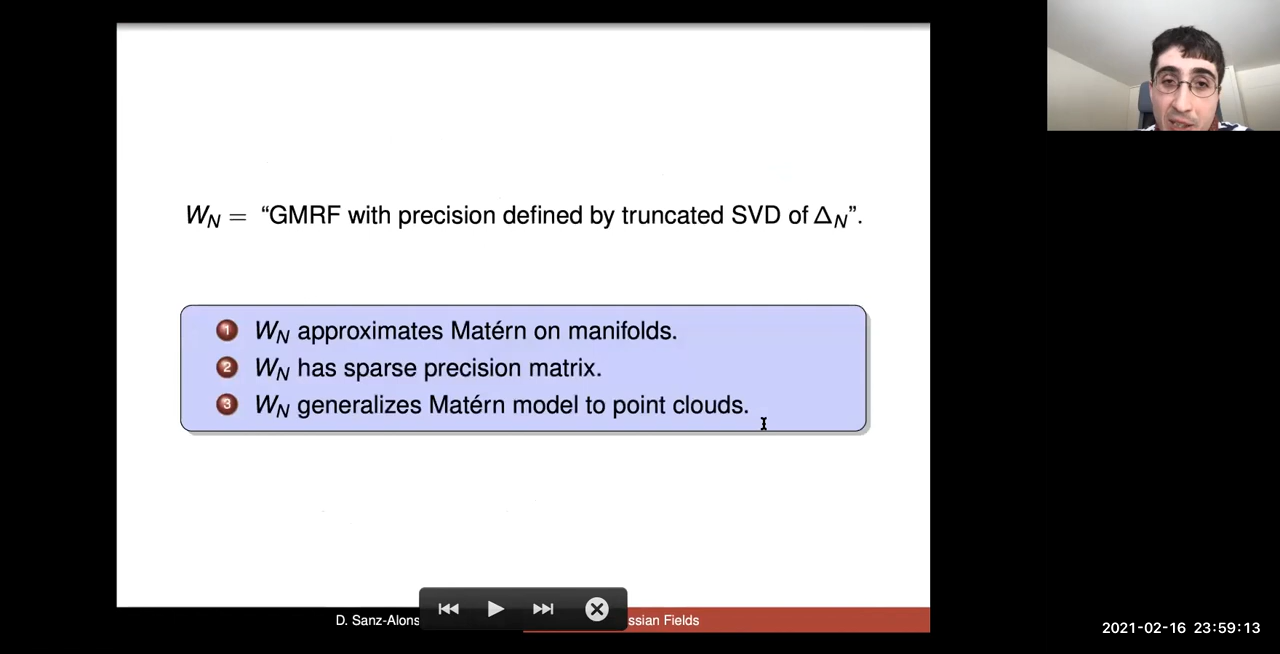 W_N = “GMRF with precision defined by truncated SVD of Δ_N”.
1 W_N approximates Matérn on manifolds.
2 W_N has sparse precision matrix.
3 W_N generalizes Matérn model to point clouds.
D. Sanz-Alons
ssian Fields
2021-02-16 23:59:13